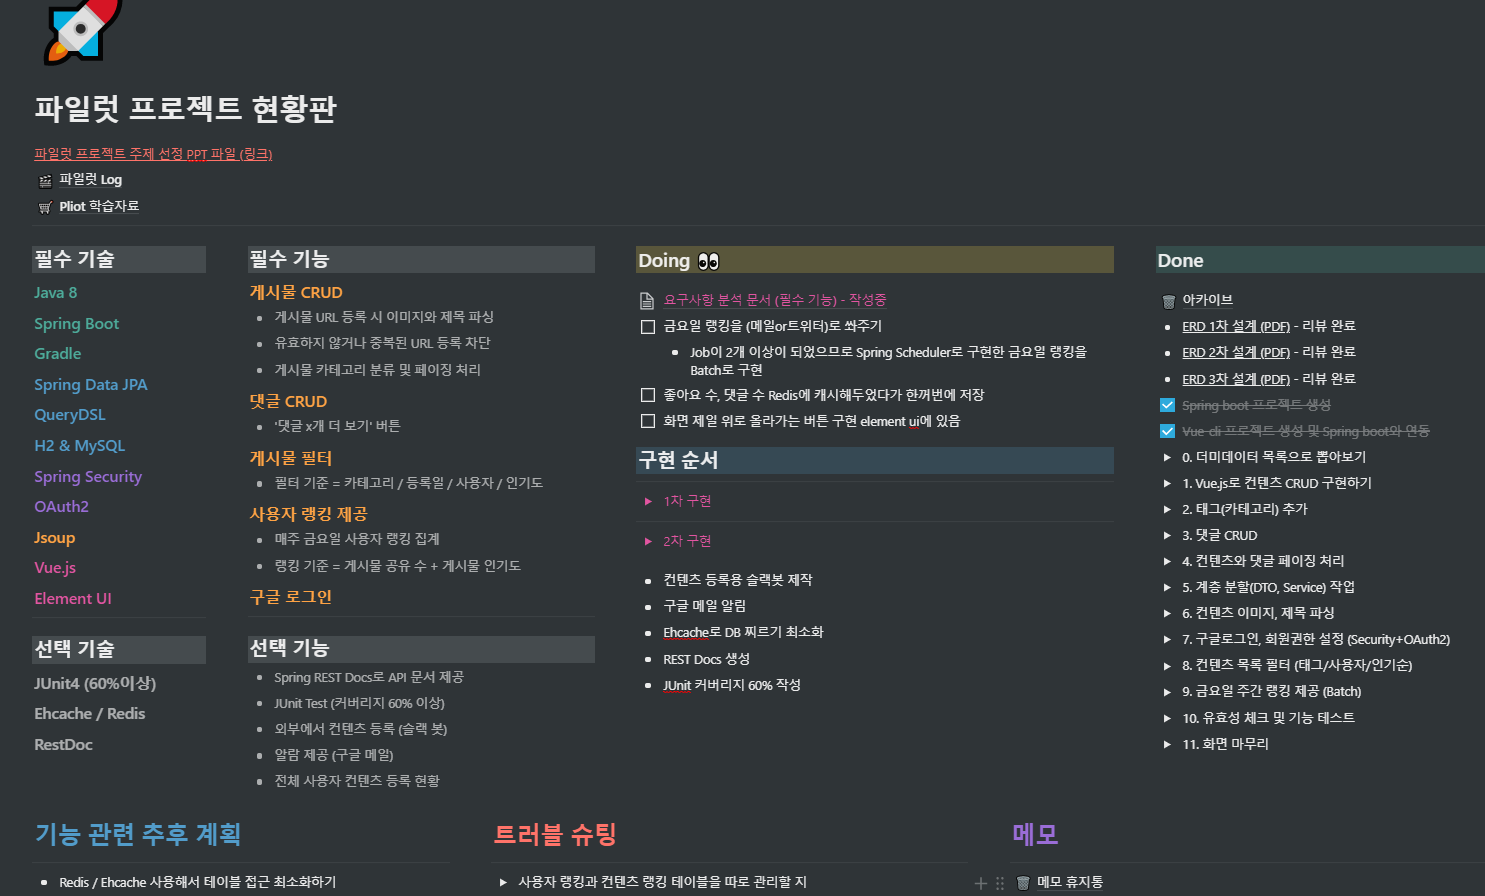 파일럿 프로젝트 현황판
파일럿 프로젝트 주제 선정 PPT 파일 (링크)
파일럿 Log
Pliot 학습자료
필수 기술
Java 8
Spring Boot
Gradle
Spring Data JPA
QueryDSL
H2 & MySQL
Spring Security
OAuth2
Jsoup
Vue.js
Element UI
선택 기술
JUnit4 (60%이상)
Ehcache / Redis
RestDoc
필수 기능
게시물 CRUD
게시물 URL 등록 시 이미지와 제목 파싱
유효하지 않거나 중복된 URL 등록 차단
게시물 카테고리 분류 및 페이징 처리
댓글 CRUD
'댓글 x개 더 보기' 버튼
게시물 필터
필터 기준 = 카테고리 / 등록일 / 사용자 / 인기도
사용자 랭킹 제공
매주 금요일 사용자 랭킹 집계
랭킹 기준 = 게시물 공유 수 + 게시물 인기도
구글 로그인
선택 기능
Spring REST Docs로 API 문서 제공
JUnit Test (커버리지 60% 이상)
외부에서 컨텐츠 등록 (슬랙 봇)
알람 제공 (구글 메일)
전체 사용자 컨텐츠 등록 현황
Doing 👀
요구사항 분석 문서 (필수 기능) - 작성중
금요일 랭킹을 (메일or트위터)로 쏴주기
Job이 2개 이상이 되었으므로 Spring Scheduler로 구현한 금요일 랭킹을
Batch로 구현
좋아요 수, 댓글 수 Redis에 캐시해두었다가 한꺼번에 저장
화면 제일 위로 올라가는 버튼 구현 element ui에 있음
구현 순서
1차 구현
2차 구현
컨텐츠 등록용 슬랙봇 제작
구글 메일 알림
Ehcache로 DB 찌르기 최소화
REST Docs 생성
JUnit 커버리지 60% 작성
Done
아카이브
ERD 1차 설계 (PDF) - 리뷰 완료
ERD 2차 설계 (PDF) - 리뷰 완료
ERD 3차 설계 (PDF) - 리뷰 완료
Spring boot 프로젝트 생성
Vue-cli 프로젝트 생성 및 Spring boot와 연동
0. 더미데이터 목록으로 뽑아보기
1. Vue.js로 컨텐츠 CRUD 구현하기
2. 태그(카테고리) 추가
3. 댓글 CRUD
4. 컨텐츠와 댓글 페이징 처리
5. 계층 분할(DTO, Service) 작업
6. 컨텐츠 이미지, 제목 파싱
7. 구글로그인, 회원권한 설정 (Security+OAuth2)
8. 컨텐츠 목록 필터 (태그/사용자/인기순)
9. 금요일 주간 랭킹 제공 (Batch)
10. 유효성 체크 및 기능 테스트
11. 화면 마무리
기능 관련 추후 계획
Redis / Ehcache 사용해서 테이블 접근 최소화하기
트러블 슈팅
사용자 랭킹과 컨텐츠 랭킹 테이블을 따로 관리할 지
메모
메모 휴지통